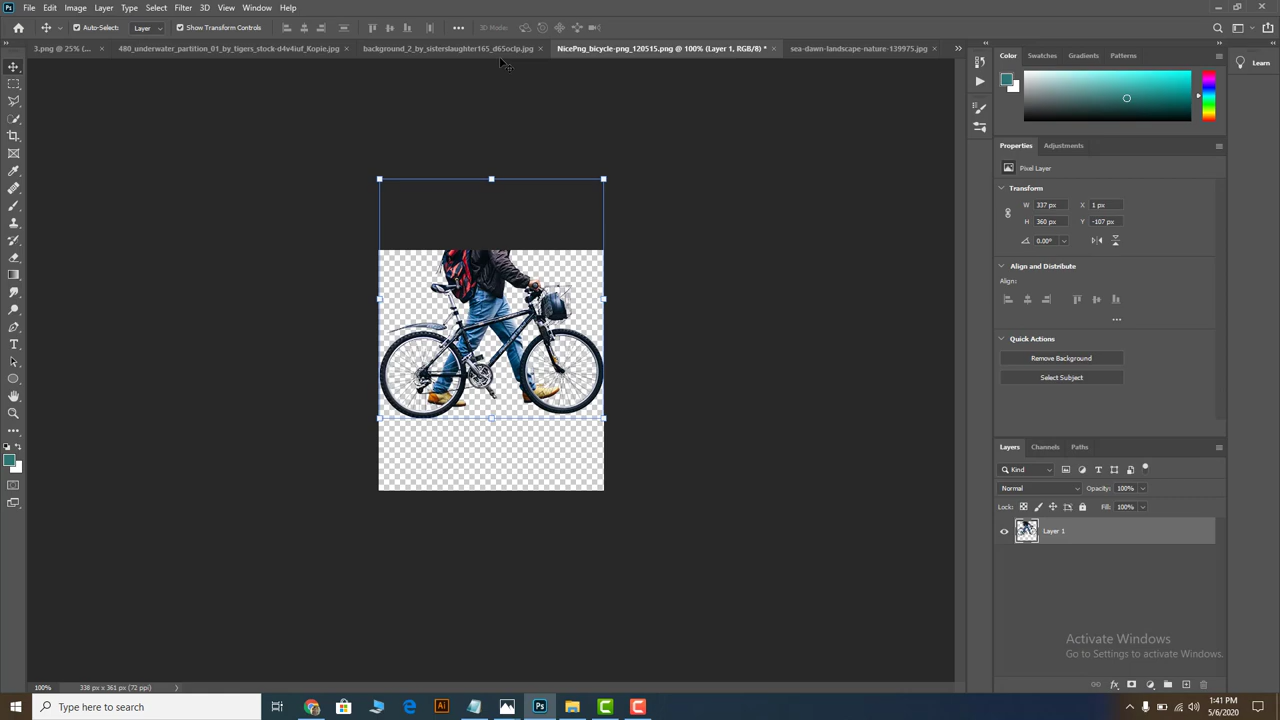 File Edit Image Layer Type Select Filter 3D View Window Help
Auto-Select: Layer Show Transform Controls 3D Mode:
3.png @ 25% (... × 480_underwater_partition_01_by_tigers_stock-d4v4iuf_Kopie.jpg × background_2_by_sisterslaughter165_d65oclp.jpg × NicePng_bicycle-png_120515.png @ 100% (Layer 1, RGB/8) * × sea-dawn-landscape-nature-139975.jpg ×
Color Swatches Gradients Patterns
Learn
Properties Adjustments
Pixel Layer
Transform
W 337 px X 1 px
H 360 px Y -107 px
0.00°
Align and Distribute
Align:
Quick Actions
Remove Background
Select Subject
Layers Channels Paths
Kind
Normal Opacity: 100%
Lock: Fill: 100%
Layer 1
Activate Windows
Go to Settings to activate Windows.
100% 338 px x 361 px (72 ppi)
Type here to search
1:41 PM
5/6/2020